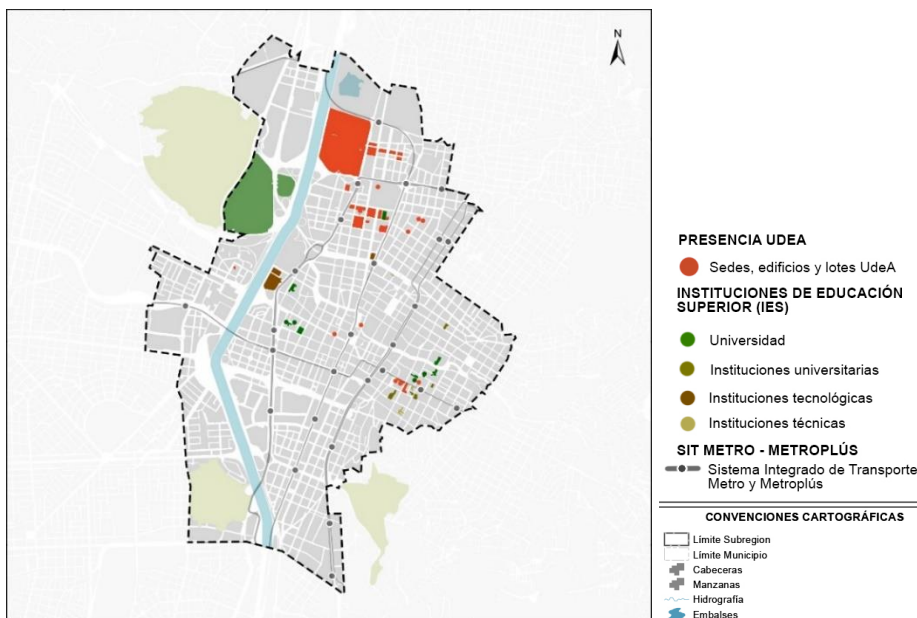 N
PRESENCIA UDEA
Sedes, edificios y lotes UdeA
INSTITUCIONES DE EDUCACIÓN
SUPERIOR (IES)
Universidad
Instituciones universitarias
Instituciones tecnológicas
Instituciones técnicas
SIT METRO - METROPLÚS
Sistema Integrado de Transporte
Metro y Metroplús
CONVENCIONES CARTOGRÁFICAS
Límite Subregion
Límite Municipio
Cabeceras
Manzanas
Hidrografía
Embalses